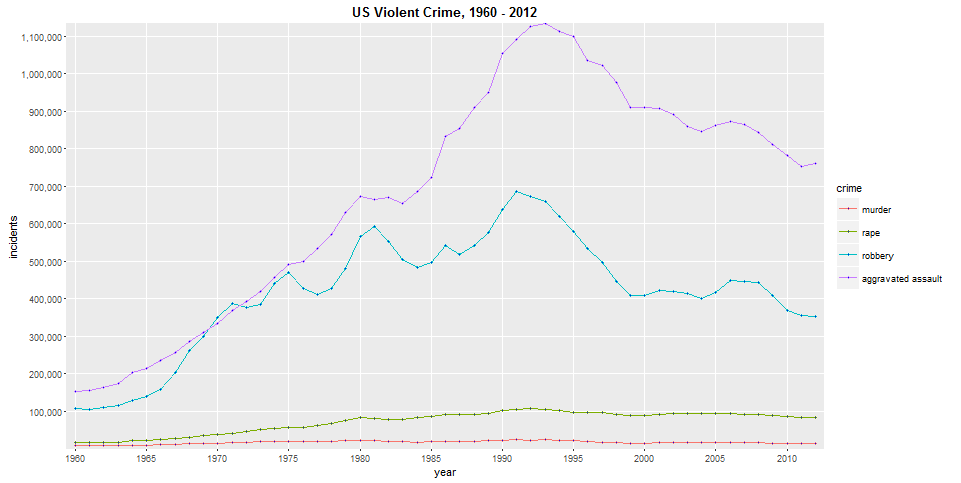 US Violent Crime, 1960 - 2012
1,100,000
1,000,000
900,000
800,000
700,000
600,000
500,000
400,000
300,000
200,000
100,000
incidents
1960 1965 1970 1975 1980 1985 1990 1995 2000 2005 2010
year
crime
murder
rape
robbery
aggravated assault